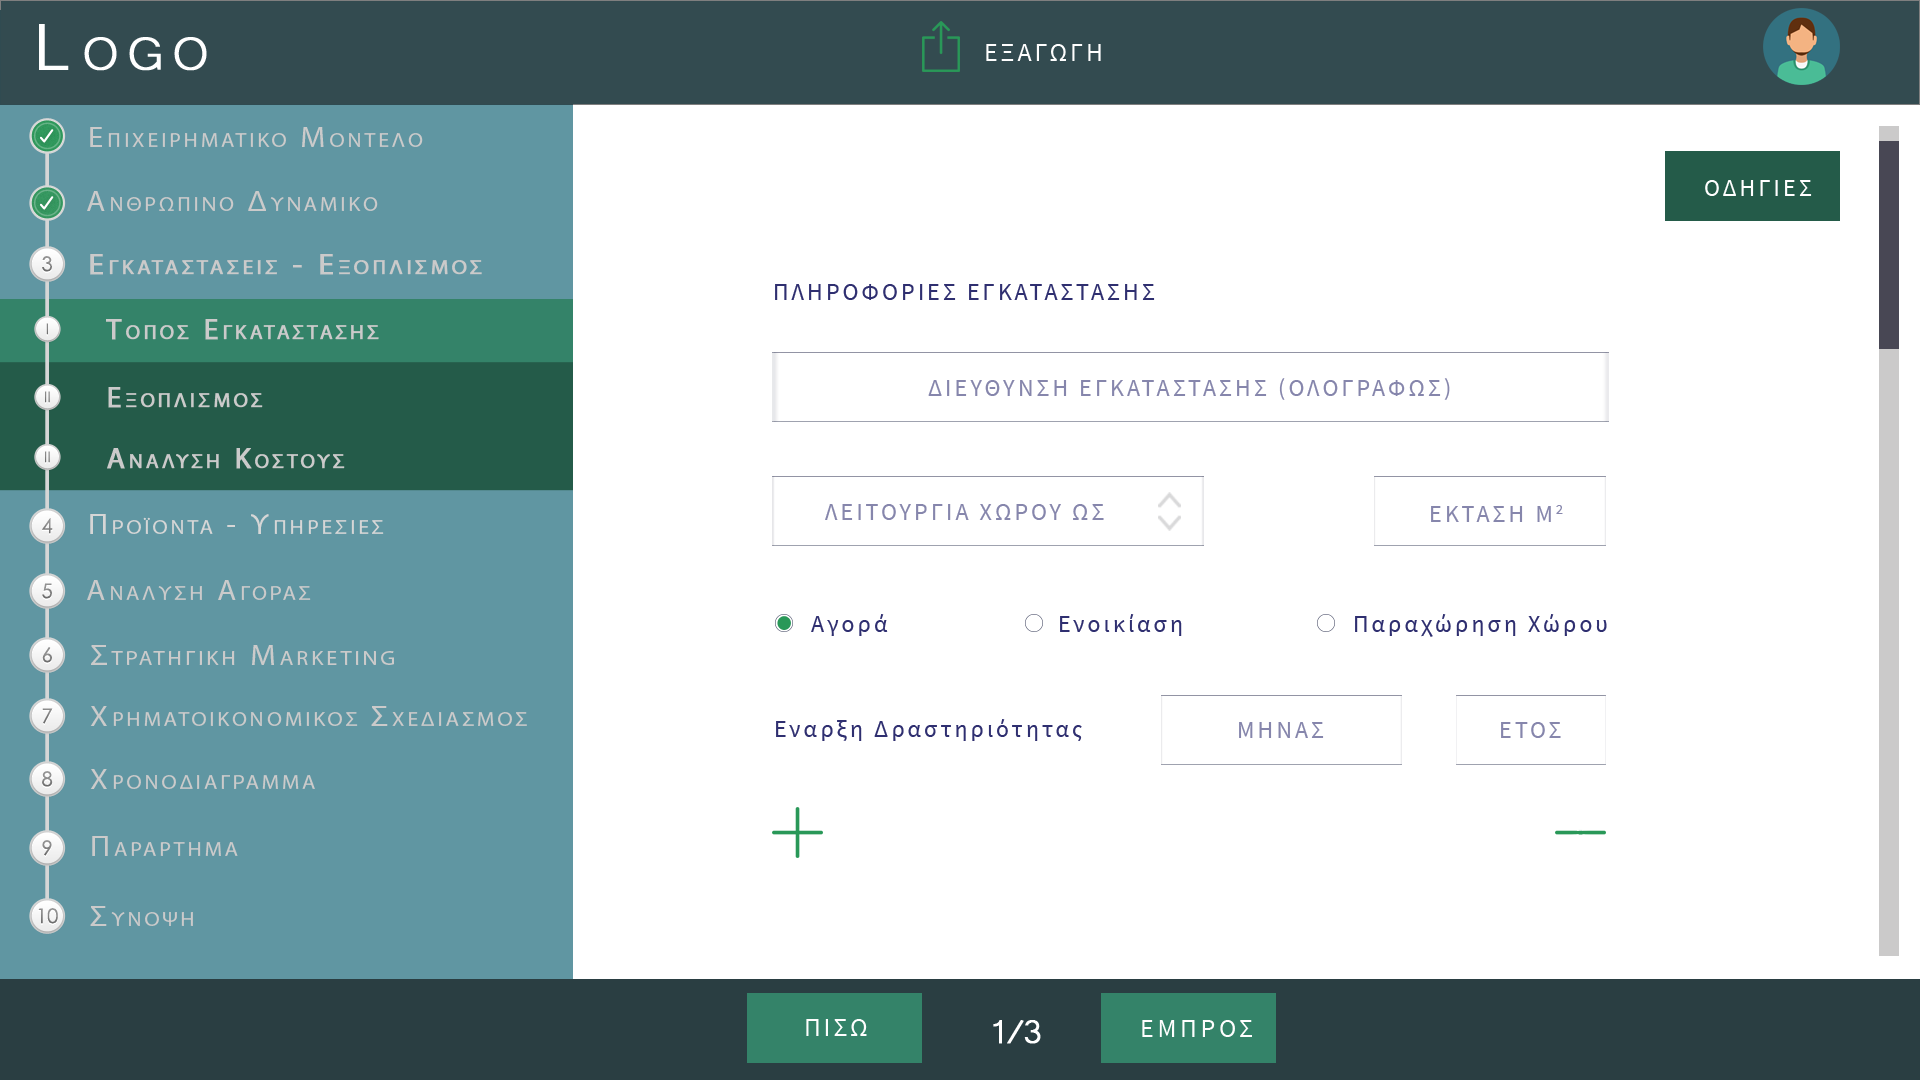 LOGO
ΕΞΑΓΩΓΗ
ΕΠΙΧΕΙΡΗΜΑΤΙΚΟ ΜΟΝΤΕΛΟ
ΑΝΘΡΩΠΙΝΟ ΔΥΝΑΜΙΚΟ
3 ΕΓΚΑΤΑΣΤΑΣΕΙΣ - ΕΞΟΠΛΙΣΜΟΣ
I ΤΟΠΟΣ ΕΓΚΑΤΑΣΤΑΣΗΣ
II ΕΞΟΠΛΙΣΜΟΣ
II ΑΝΑΛΥΣΗ ΚΟΣΤΟΥΣ
4 ΠΡΟΪΟΝΤΑ - ΥΠΗΡΕΣΙΕΣ
5 ΑΝΑΛΥΣΗ ΑΓΟΡΑΣ
6 ΣΤΡΑΤΗΓΙΚΗ MARKETING
7 ΧΡΗΜΑΤΟΙΚΟΝΟΜΙΚΟΣ ΣΧΕΔΙΑΣΜΟΣ
8 ΧΡΟΝΟΔΙΑΓΡΑΜΜΑ
9 ΠΑΡΑΡΤΗΜΑ
10 ΣΥΝΟΨΗ
ΟΔΗΓΙΕΣ
ΠΛΗΡΟΦΟΡΙΕΣ ΕΓΚΑΤΑΣΤΑΣΗΣ
ΔΙΕΥΘΥΝΣΗ ΕΓΚΑΤΑΣΤΑΣΗΣ (ΟΛΟΓΡΑΦΩΣ)
ΛΕΙΤΟΥΡΓΙΑ ΧΩΡΟΥ ΩΣ
ΕΚΤΑΣΗ Μ²
Αγορά Ενοικίαση Παραχώρηση Χώρου
Εναρξη Δραστηριότητας ΜΗΝΑΣ ΕΤΟΣ
ΠΙΣΩ 1/3 ΕΜΠΡΟΣ